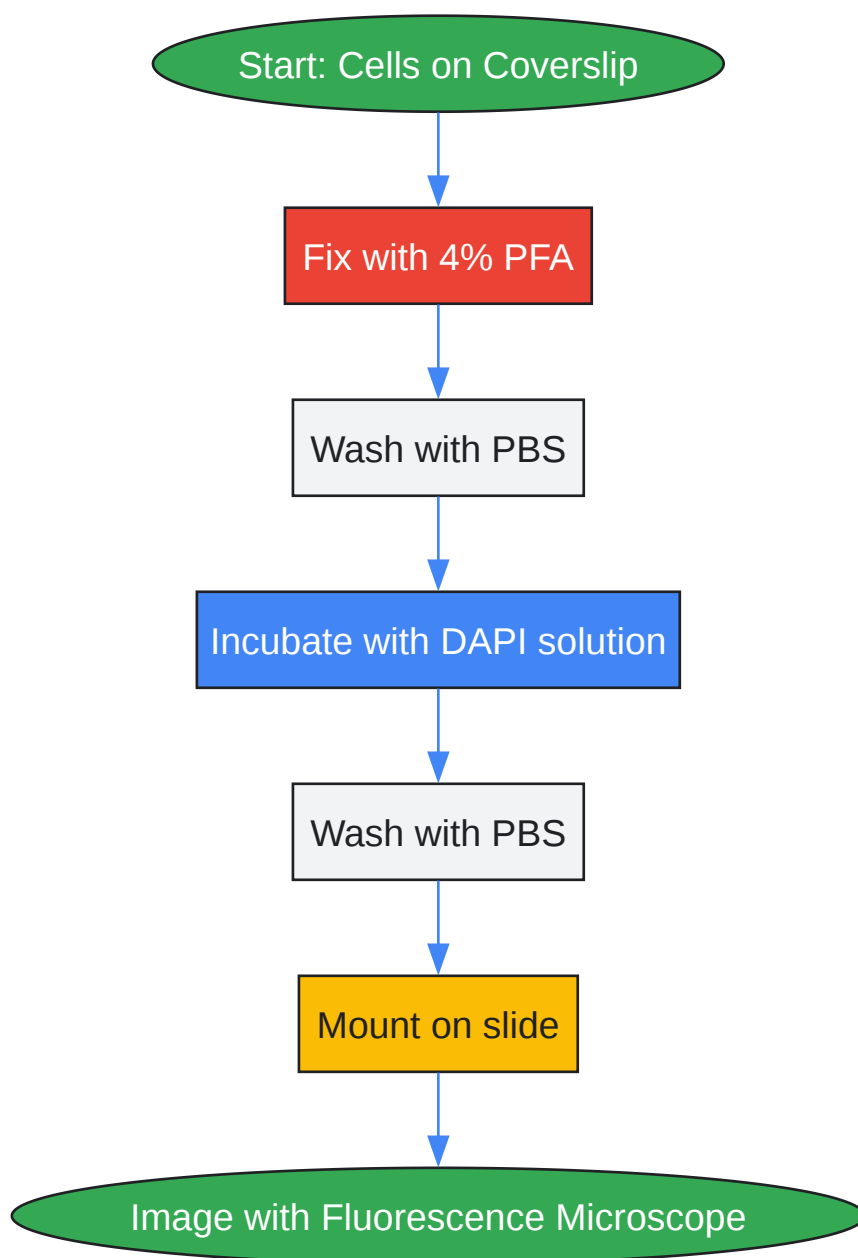 Start: Cells on Coverslip
Fix with 4% PFA
Wash with PBS
Incubate with DAPI solution
Wash with PBS
Mount on slide
Image with Fluorescence Microscope